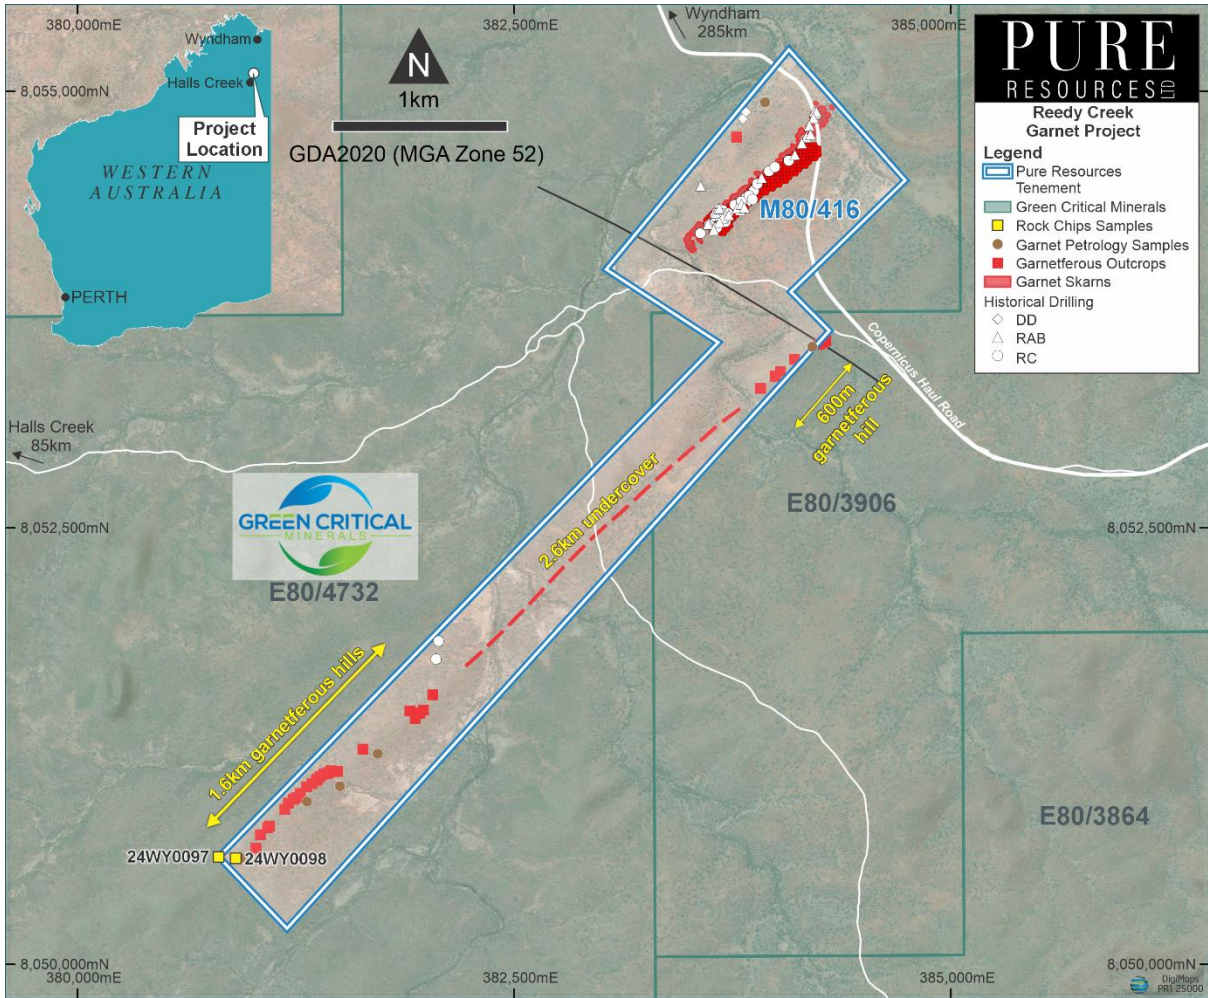 380,000mE
382,500mE
Wyndham
285km
385,000mE
Wyndham
Halls Creek
Project
Location
WESTERN
AUSTRALIA
PERTH
8,055,000mN
N
1km
GDA2020 (MGA Zone 52)
PURE
RESOURCES LTD
Reedy Creek
Garnet Project
Legend
Pure Resources
Tenement
Green Critical Minerals
Rock Chips Samples
Garnet Petrology Samples
Garnetferous Outcrops
Garnet Skarns
Historical Drilling
DD
RAB
RC
M80/416
Copernicus Haul Road
600m
garnetferous
hill
Halls Creek
85km
GREEN CRITICAL
MINERALS
E80/4732
2.6km undercover
E80/3906
8,052,500mN
8,052,500mN
1.6km garnetferous hills
E80/3864
24WY0097
24WY0098
8,050,000mN
380,000mE
382,500mE
385,000mE
8,050,000mN
DigiMaps
PR1 25000